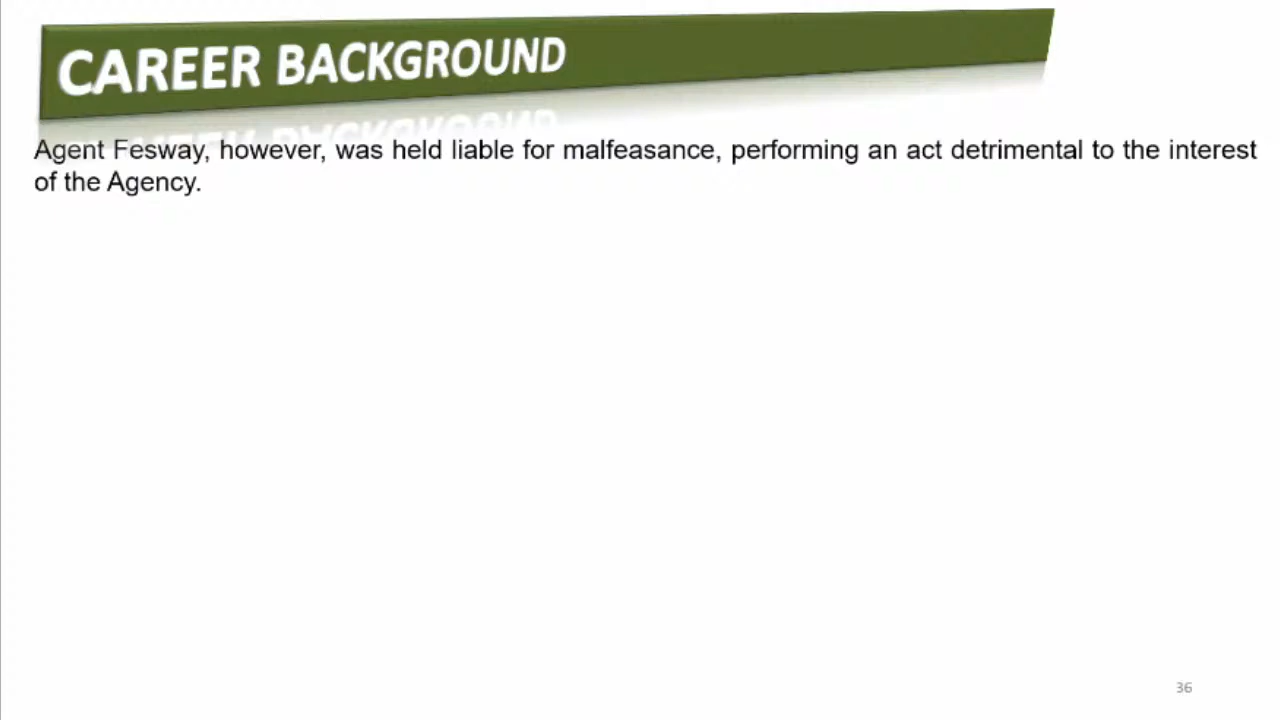 CAREER BACKGROUND
Agent Fesway, however, was held liable for malfeasance, performing an act detrimental to the interest
of the Agency.
36